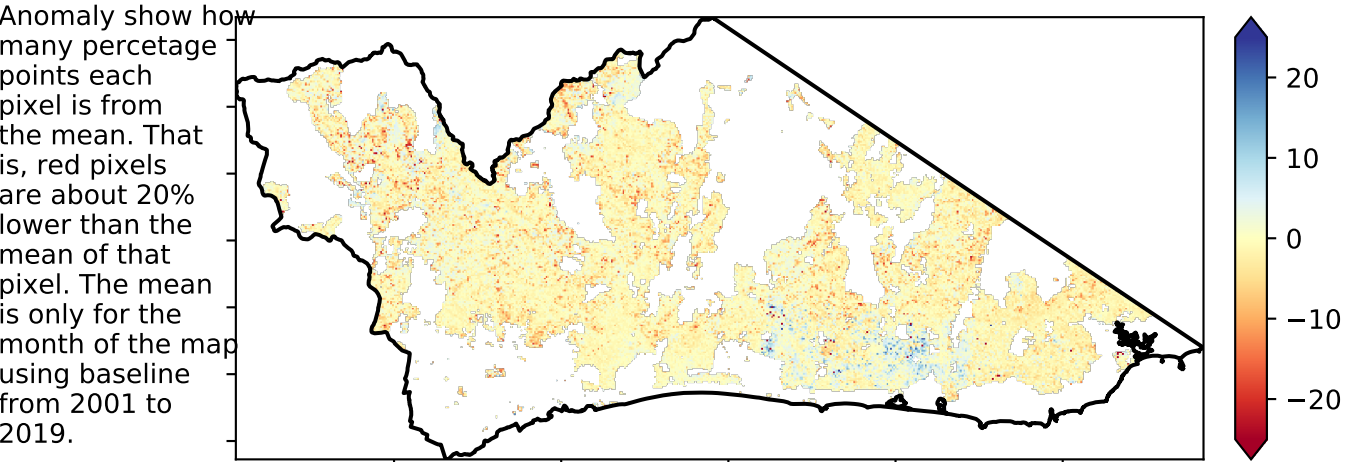 Anomaly show how
many percetage
points each
pixel is from
the mean. That
is, red pixels
are about 20%
lower than the
mean of that
pixel. The mean
is only for the
month of the map
using baseline
from 2001 to
2019.
20
10
0
−10
−20